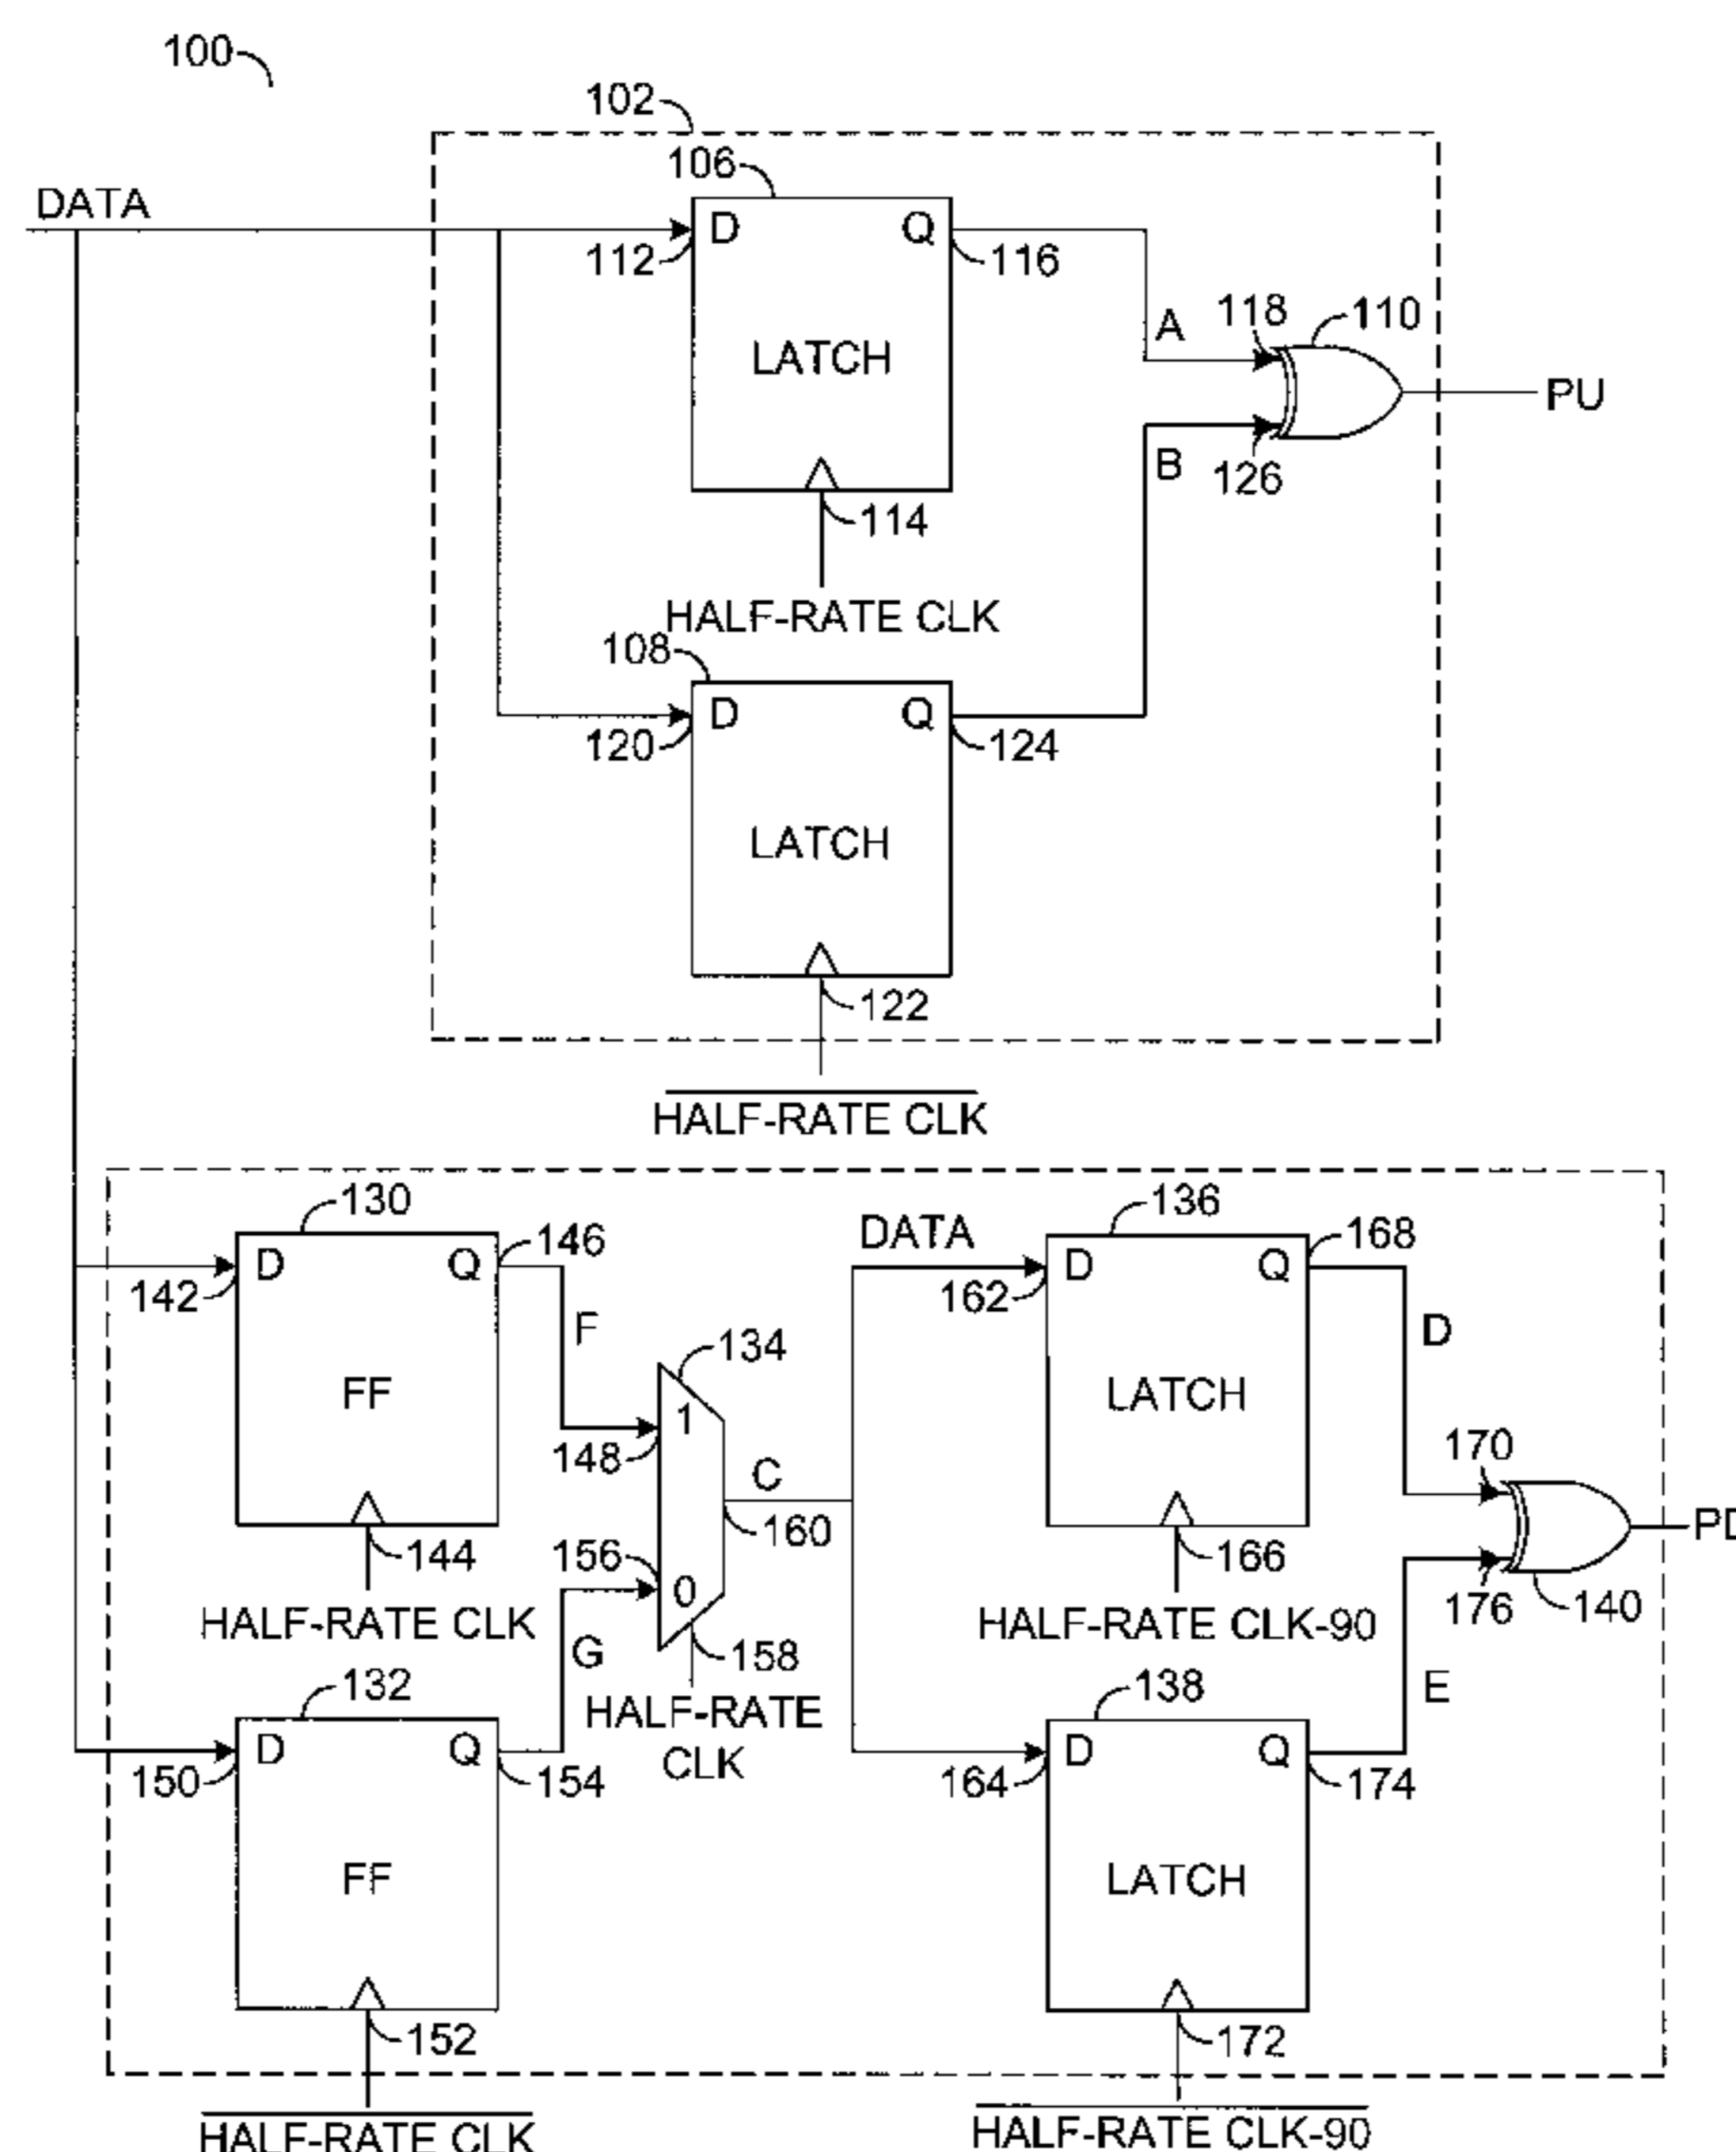 100
102
106
DATA
D
Q
112
116
LATCH
A
118
110
PU
B
126
114
HALF-RATE CLK
108
D
Q
120
124
LATCH
122
HALF-RATE CLK
130
136
D
Q
146
DATA
D
Q
168
142
162
F
134
D
FF
1
LATCH
148
C
170
160
PD
144
156
166
0
176
140
HALF-RATE CLK
HALF-RATE CLK-90
G
158
132
138
E
HALF-RATE
CLK
D
Q
D
Q
150
154
164
174
FF
LATCH
152
172
HALF-RATE CLK
HALF-RATE CLK-90